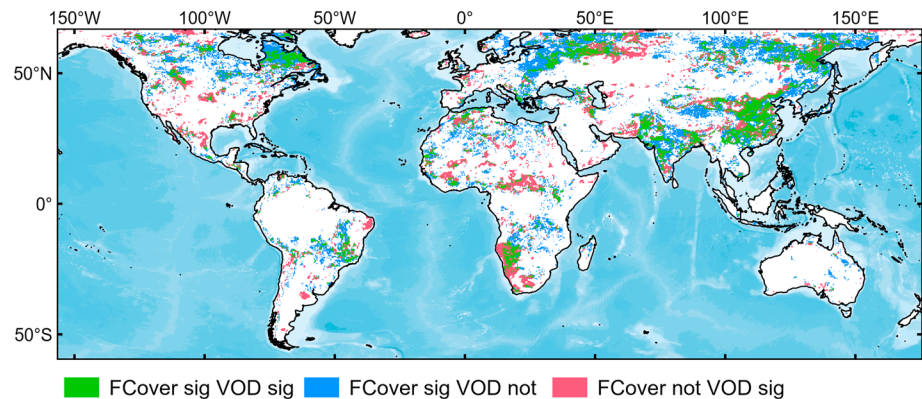 150°W 100°W 50°W 0° 50°E 100°E 150°E
50°N
0°
50°S
FCover sig VOD sig FCover sig VOD not FCover not VOD sig